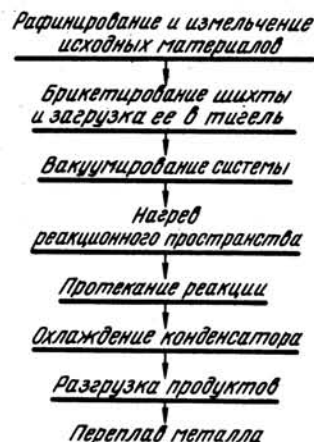 Рафинирование и измельчение
исходных материалов
Брикетирование шихты
и загрузка ее в тигель
Вакуумирование системы
Нагрев
реакционного пространства
Протекание реакции
Охлаждение конденсатора
Разгрузка продуктов
Переплав металла